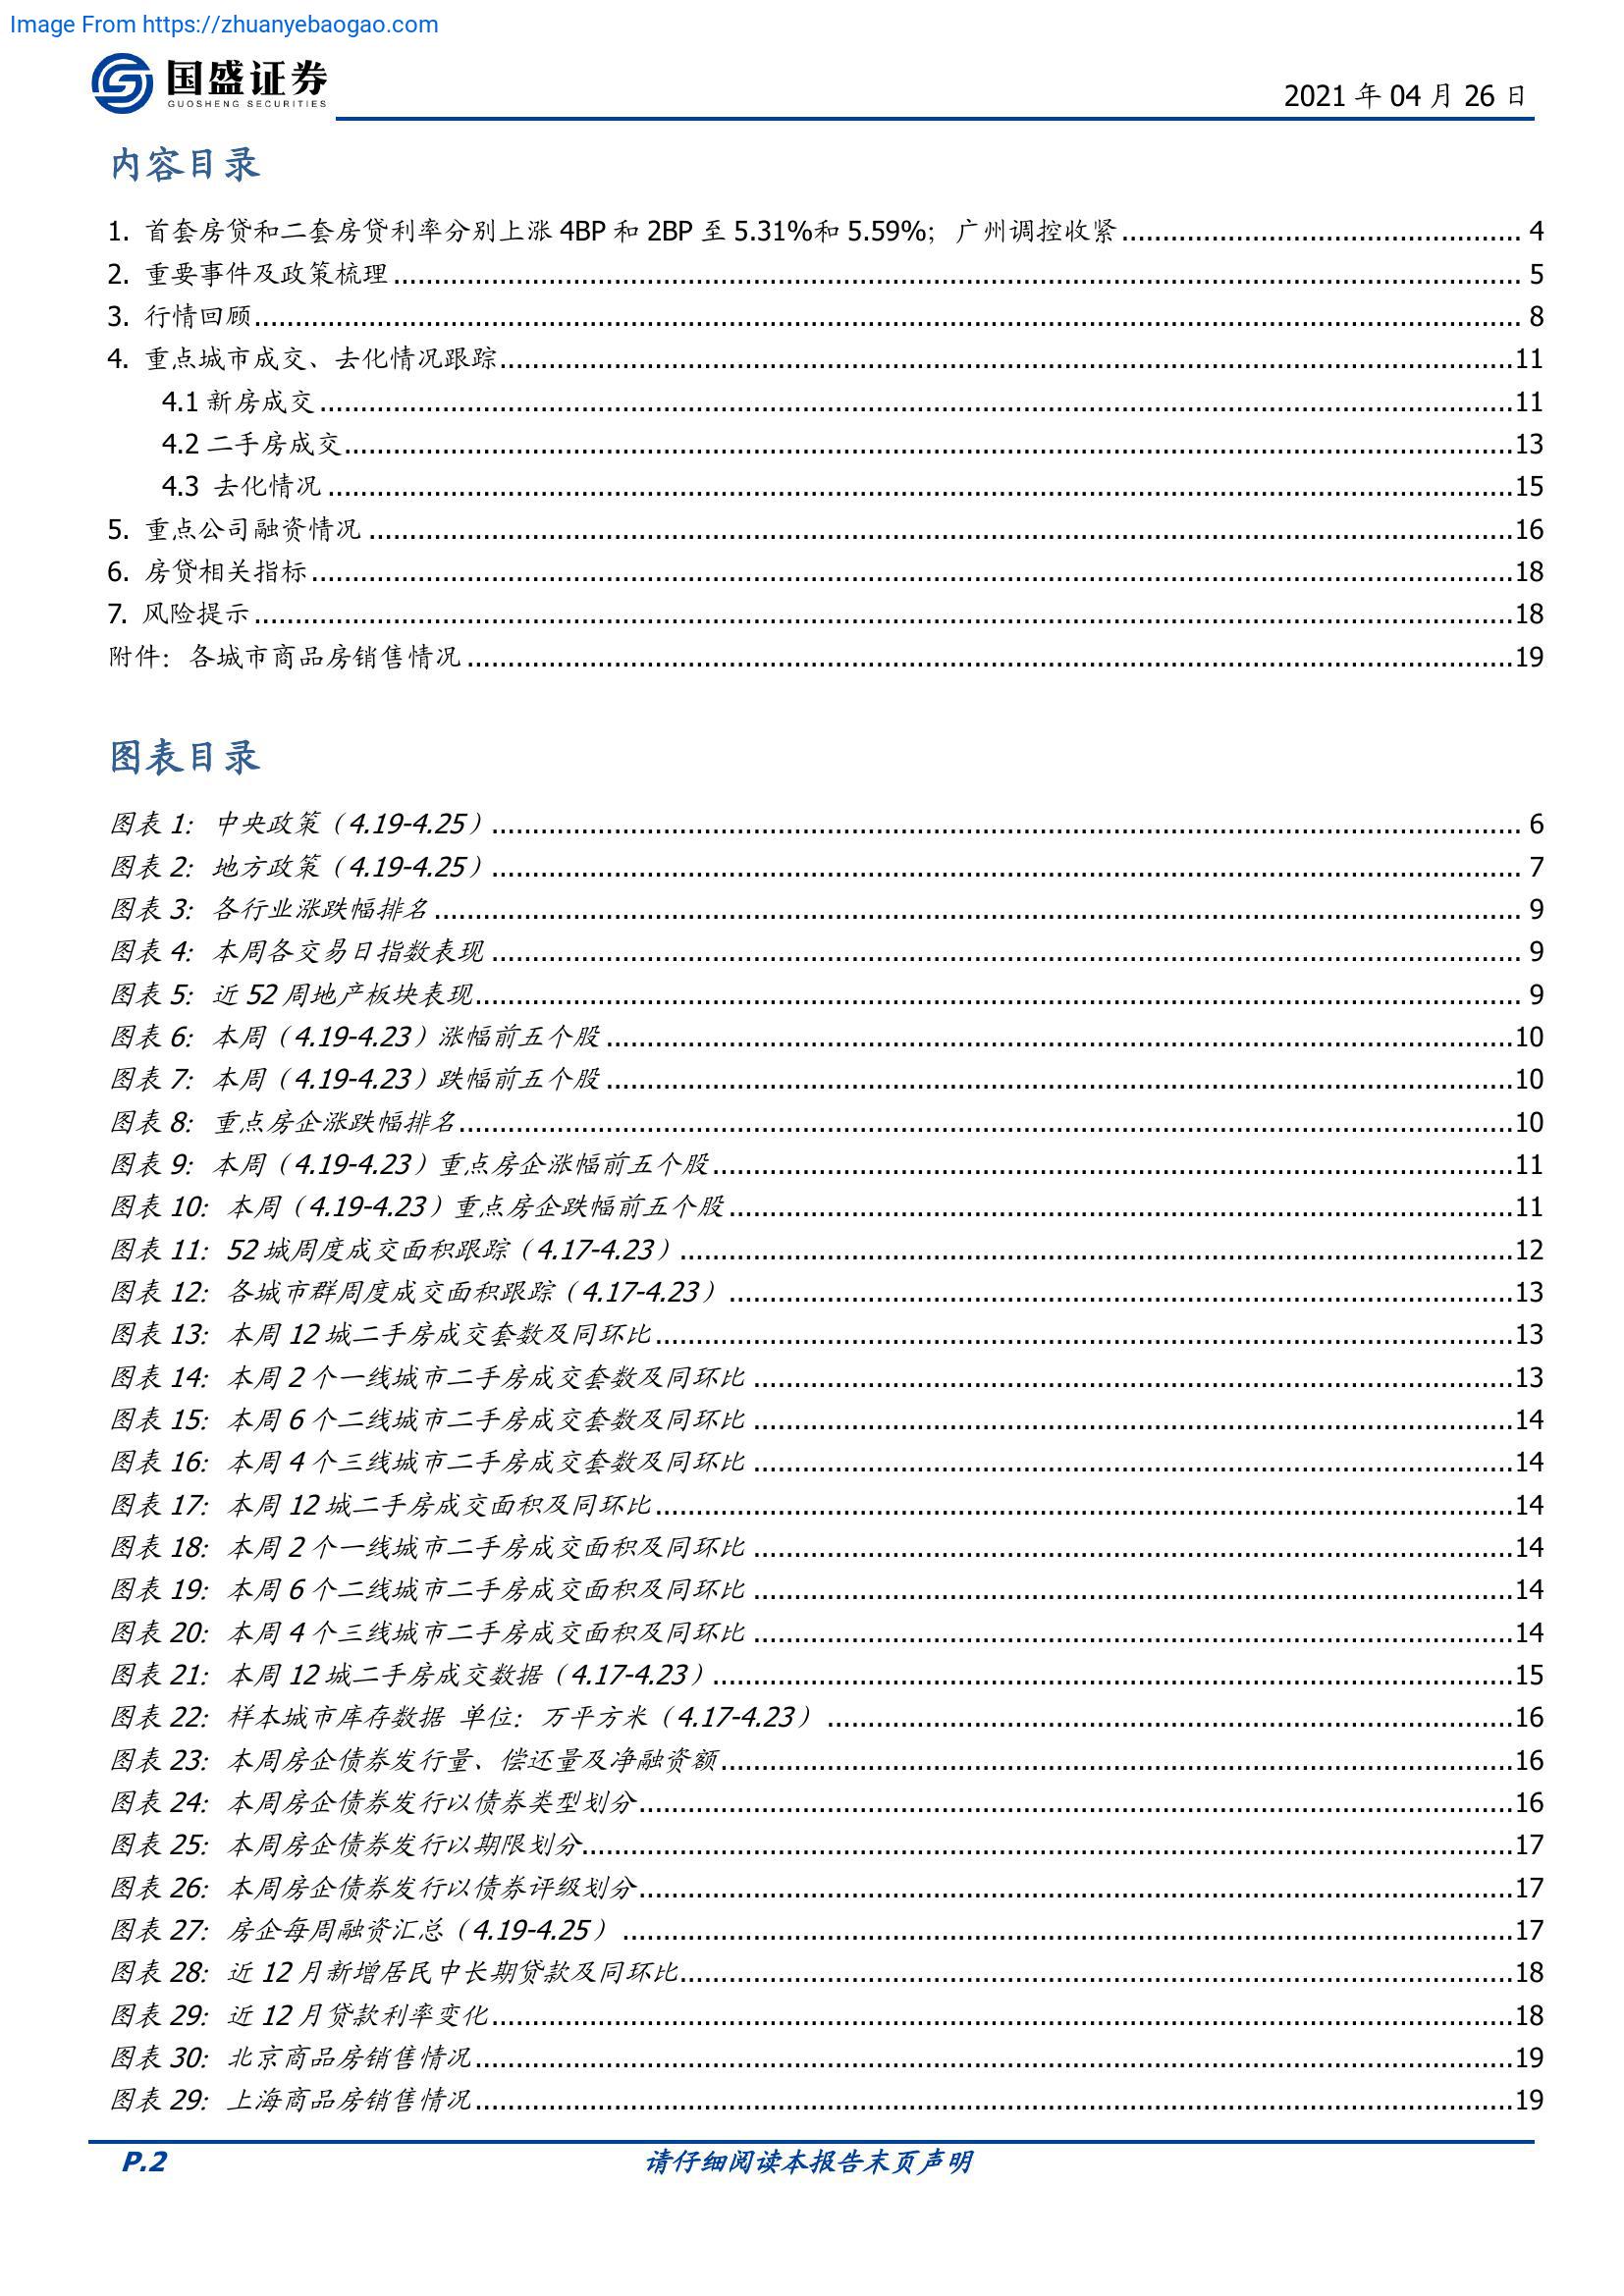 Image From https://zhuanyebaogao.com
国盛证券
GUOSHENG SECURITIES
2021 年 04 月 26 日
内容目录
1. 首套房贷和二套房贷利率分别上涨 4BP 和 2BP 至 5.31%和 5.59%；广州调控收紧 4
2. 重要事件及政策梳理 5
3. 行情回顾 8
4. 重点城市成交、去化情况跟踪 11
4.1 新房成交 11
4.2 二手房成交 13
4.3 去化情况 15
5. 重点公司融资情况 16
6. 房贷相关指标 18
7. 风险提示 18
附件：各城市商品房销售情况 19
图表目录
图表 1：中央政策（4.19-4.25） 6
图表 2：地方政策（4.19-4.25） 7
图表 3：各行业涨跌幅排名 9
图表 4：本周各交易日指数表现 9
图表 5：近 52 周地产板块表现 9
图表 6：本周（4.19-4.23）涨幅前五个股 10
图表 7：本周（4.19-4.23）跌幅前五个股 10
图表 8：重点房企涨跌幅排名 10
图表 9：本周（4.19-4.23）重点房企涨幅前五个股 11
图表 10：本周（4.19-4.23）重点房企跌幅前五个股 11
图表 11：52 城周度成交面积跟踪（4.17-4.23） 12
图表 12：各城市群周度成交面积跟踪（4.17-4.23） 13
图表 13：本周 12 城二手房成交套数及同环比 13
图表 14：本周 2 个一线城市二手房成交套数及同环比 13
图表 15：本周 6 个二线城市二手房成交套数及同环比 14
图表 16：本周 4 个三线城市二手房成交套数及同环比 14
图表 17：本周 12 城二手房成交面积及同环比 14
图表 18：本周 2 个一线城市二手房成交面积及同环比 14
图表 19：本周 6 个二线城市二手房成交面积及同环比 14
图表 20：本周 4 个三线城市二手房成交面积及同环比 14
图表 21：本周 12 城二手房成交数据（4.17-4.23） 15
图表 22：样本城市库存数据 单位：万平方米（4.17-4.23） 16
图表 23：本周房企债券发行量、偿还量及净融资额 16
图表 24：本周房企债券发行以债券类型划分 16
图表 25：本周房企债券发行以期限划分 17
图表 26：本周房企债券发行以债券评级划分 17
图表 27：房企每周融资汇总（4.19-4.25） 17
图表 28：近 12 月新增居民中长期贷款及同环比 18
图表 29：近 12 月贷款利率变化 18
图表 30：北京商品房销售情况 19
图表 29：上海商品房销售情况 19
P.2 请仔细阅读本报告末页声明